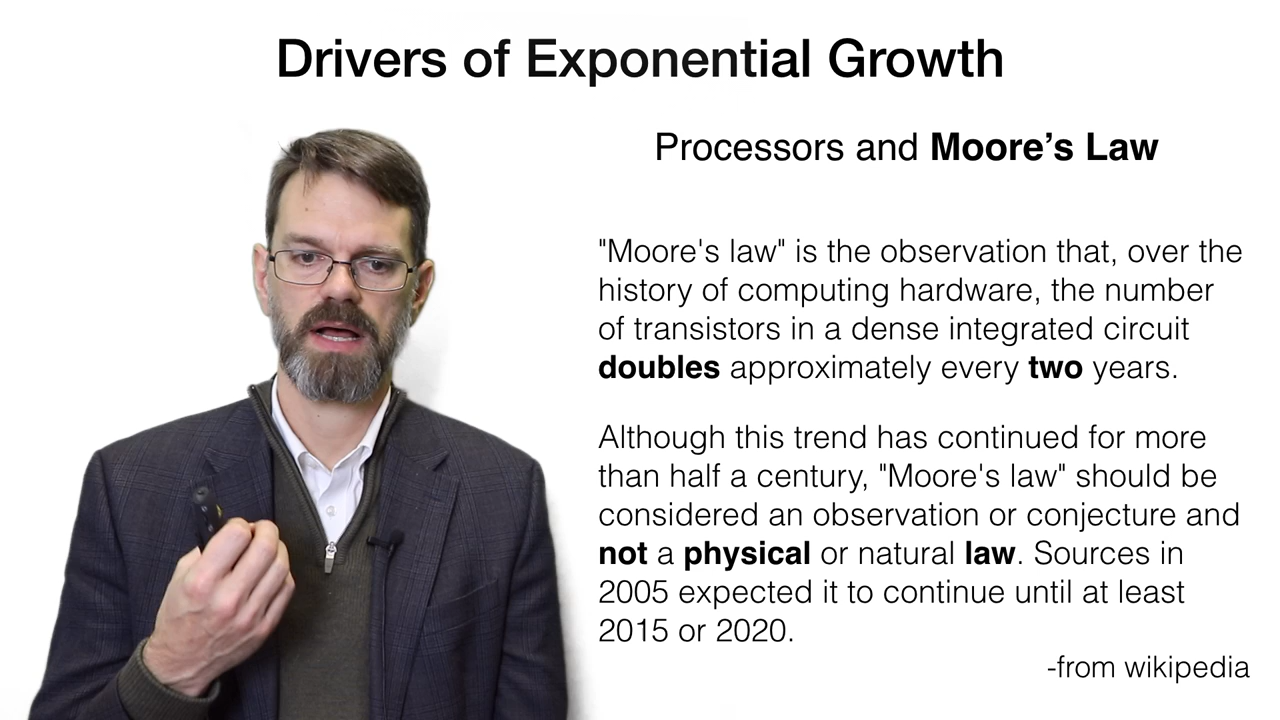 Drivers of Exponential Growth
Processors and Moore’s Law
"Moore's law" is the observation that, over the
history of computing hardware, the number
of transistors in a dense integrated circuit
doubles approximately every two years.
Although this trend has continued for more
than half a century, "Moore's law" should be
considered an observation or conjecture and
not a physical or natural law. Sources in
2005 expected it to continue until at least
2015 or 2020.
-from wikipedia